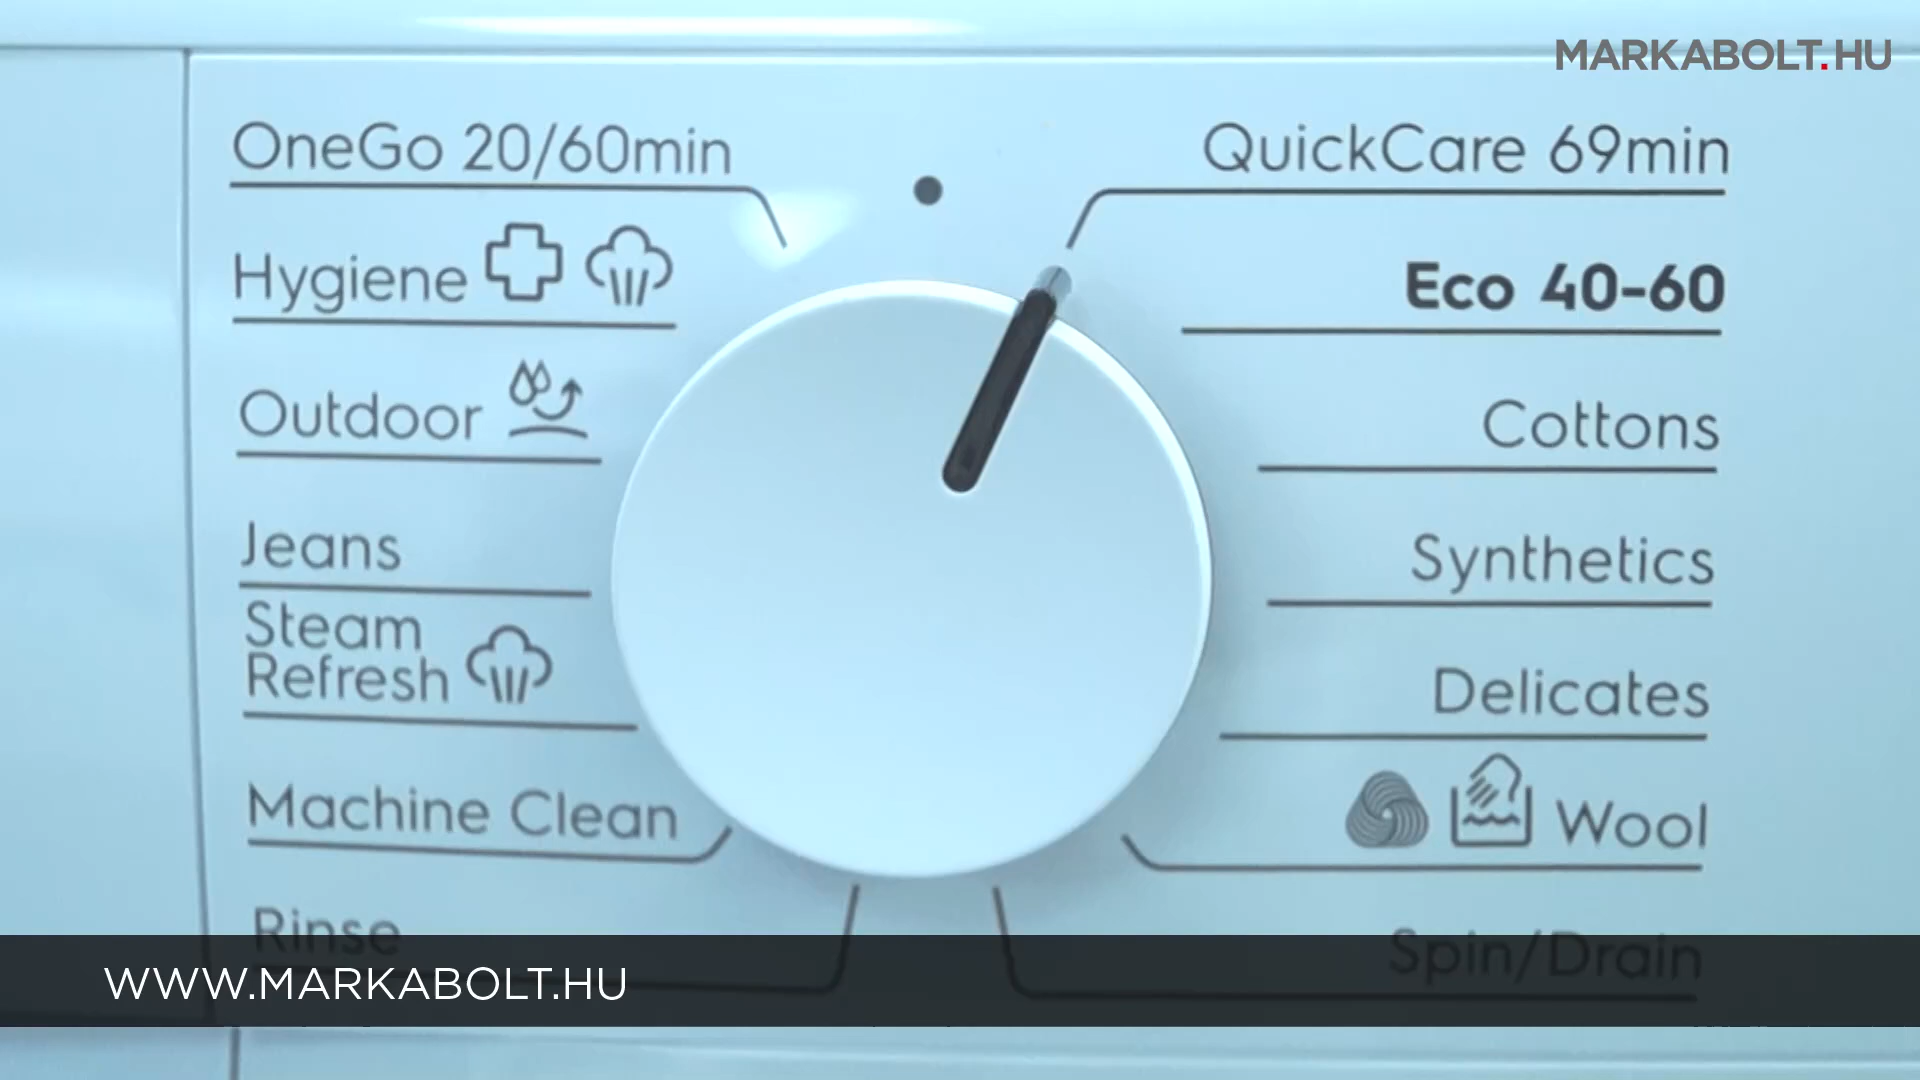 MARKABOLT.HU
OneGo 20/60min
Hygiene
Outdoor
Jeans
Steam
Refresh
Machine Clean
Rinse
QuickCare 69min
Eco 40-60
Cottons
Synthetics
Delicates
Wool
Spin/Drain
WWW.MARKABOLT.HU